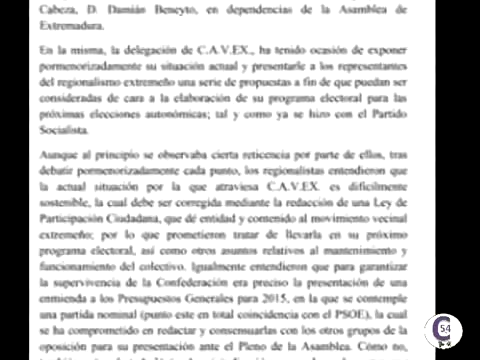 Cabeza, D. Damián Beneyto, en dependencias de la Asamblea de
Extremadura.
En la misma, la delegación de C.A.V.EX., ha tenido ocasión de exponer
pormenorizadamente su situación actual y presentarle a los representantes
del regionalismo extremeño una serie de propuestas a fin de que puedan ser
consideradas de cara a la elaboración de su programa electoral para las
próximas elecciones autonómicas; tal y como ya se hizo con el Partido
Socialista.
Aunque al principio se observaba cierta reticencia por parte de ellos, tras
debatir pormenorizadamente cada punto, los regionalistas entendieron que
la actual situación por la que atraviesa C.A.V.EX. es difícilmente
sostenible, la cual debe ser corregida mediante la redacción de una Ley de
Participación Ciudadana, que dé entidad y contenido al movimiento vecinal
extremeño; por lo que prometieron tratar de llevarla en su próximo
programa electoral, así como otros asuntos relativos al mantenimiento y
funcionamiento del colectivo. Igualmente entendieron que para garantizar
la supervivencia de la Confederación era preciso la presentación de una
enmienda a los Presupuestos Generales para 2015, en la que se contemple
una partida nominal (punto este en total coincidencia con el PSOE), la cual
se ha comprometido en redactar y consensuarlas con los otros grupos de la
oposición para su presentación ante el Pleno de la Asamblea. Cómo no,
C 54